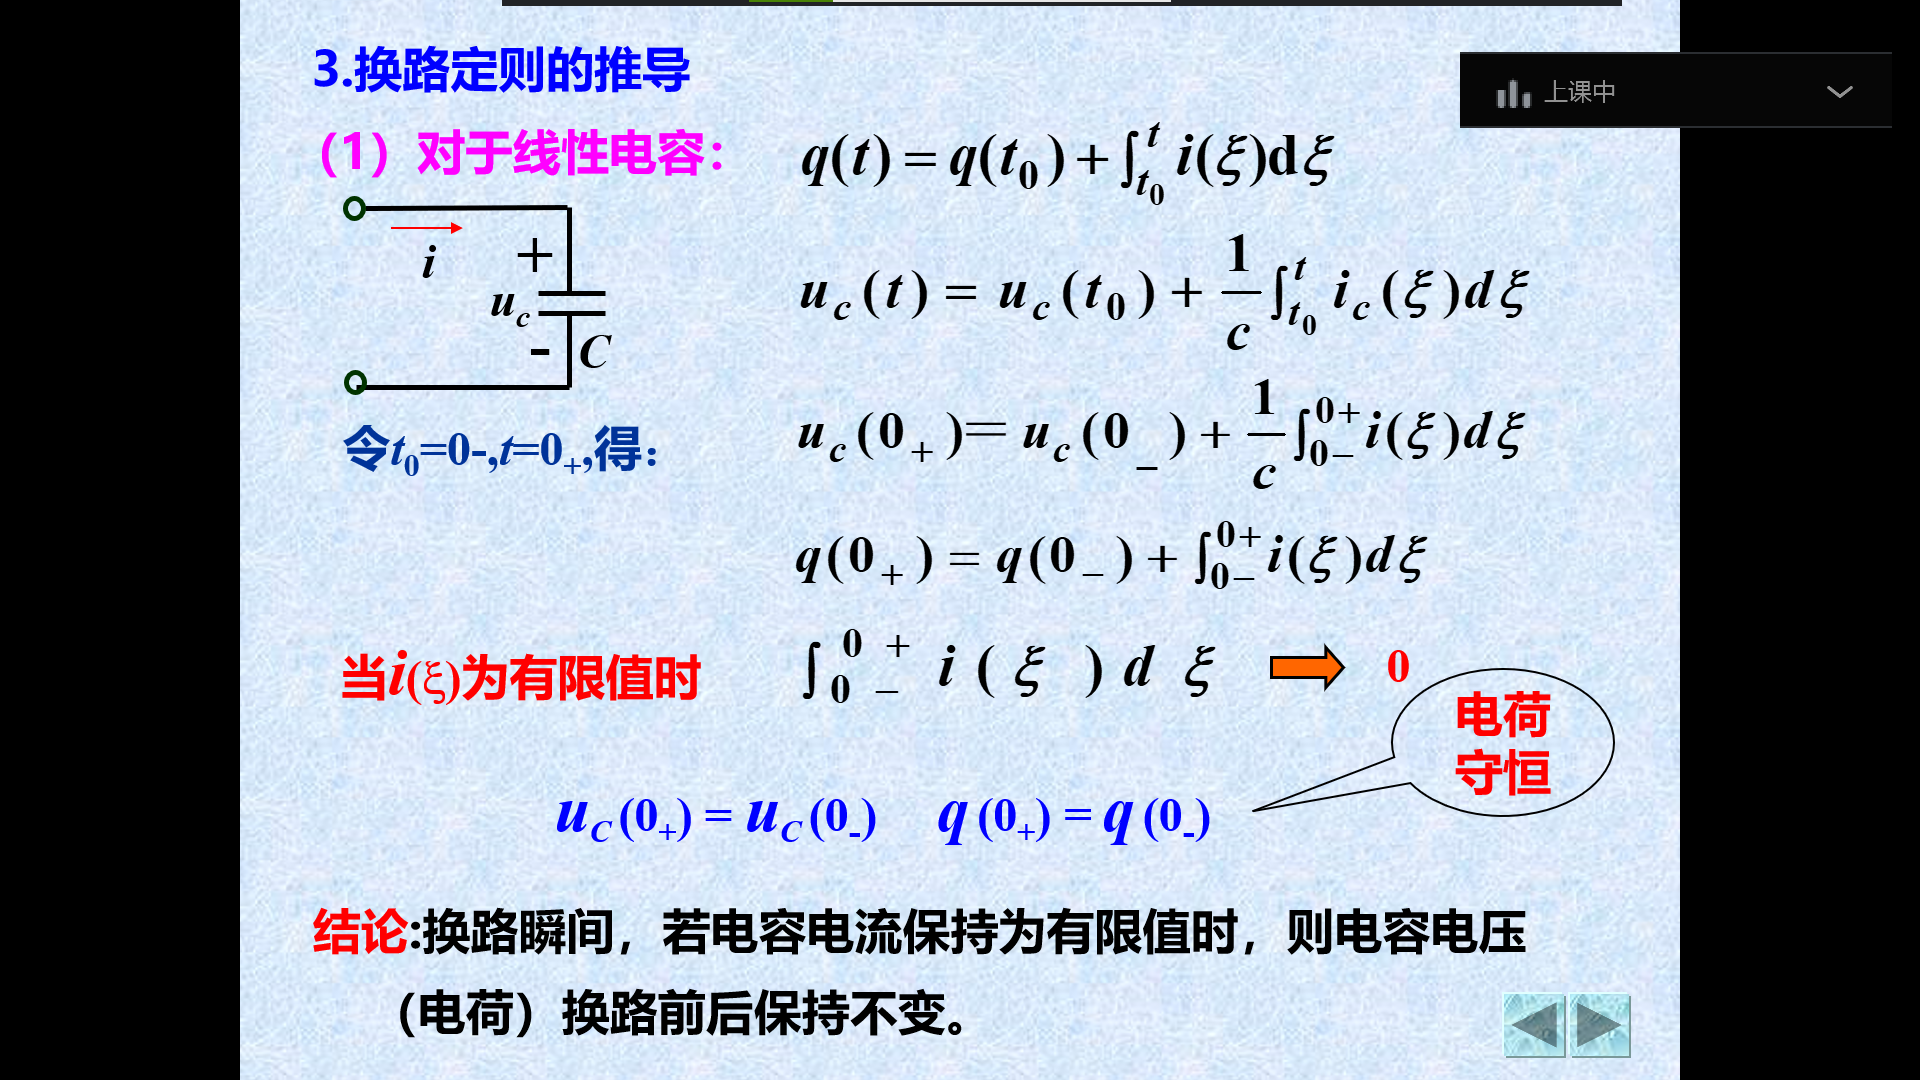 3.换路定则的推导
上课中
（1）对于线性电容：
q(t) = q(t₀) + ∫_{t₀}^{t} i(ξ)dξ
i
+
u_c
-
C
u_c(t) = u_c(t₀) + 1/c ∫_{t₀}^{t} i_c(ξ)dξ
令t₀=0-,t=0₊,得：
u_c(0₊) = u_c(0₋) + 1/c ∫_{0−}^{0+} i(ξ)dξ
q(0₊) = q(0₋) + ∫_{0−}^{0+} i(ξ)dξ
当i(ξ)为有限值时
∫_{0−}^{0+} i(ξ)dξ
0
电荷
守恒
u_C(0₊) = u_C(0₋) q(0₊) = q(0₋)
结论:换路瞬间，若电容电流保持为有限值时，则电容电压
（电荷）换路前后保持不变。